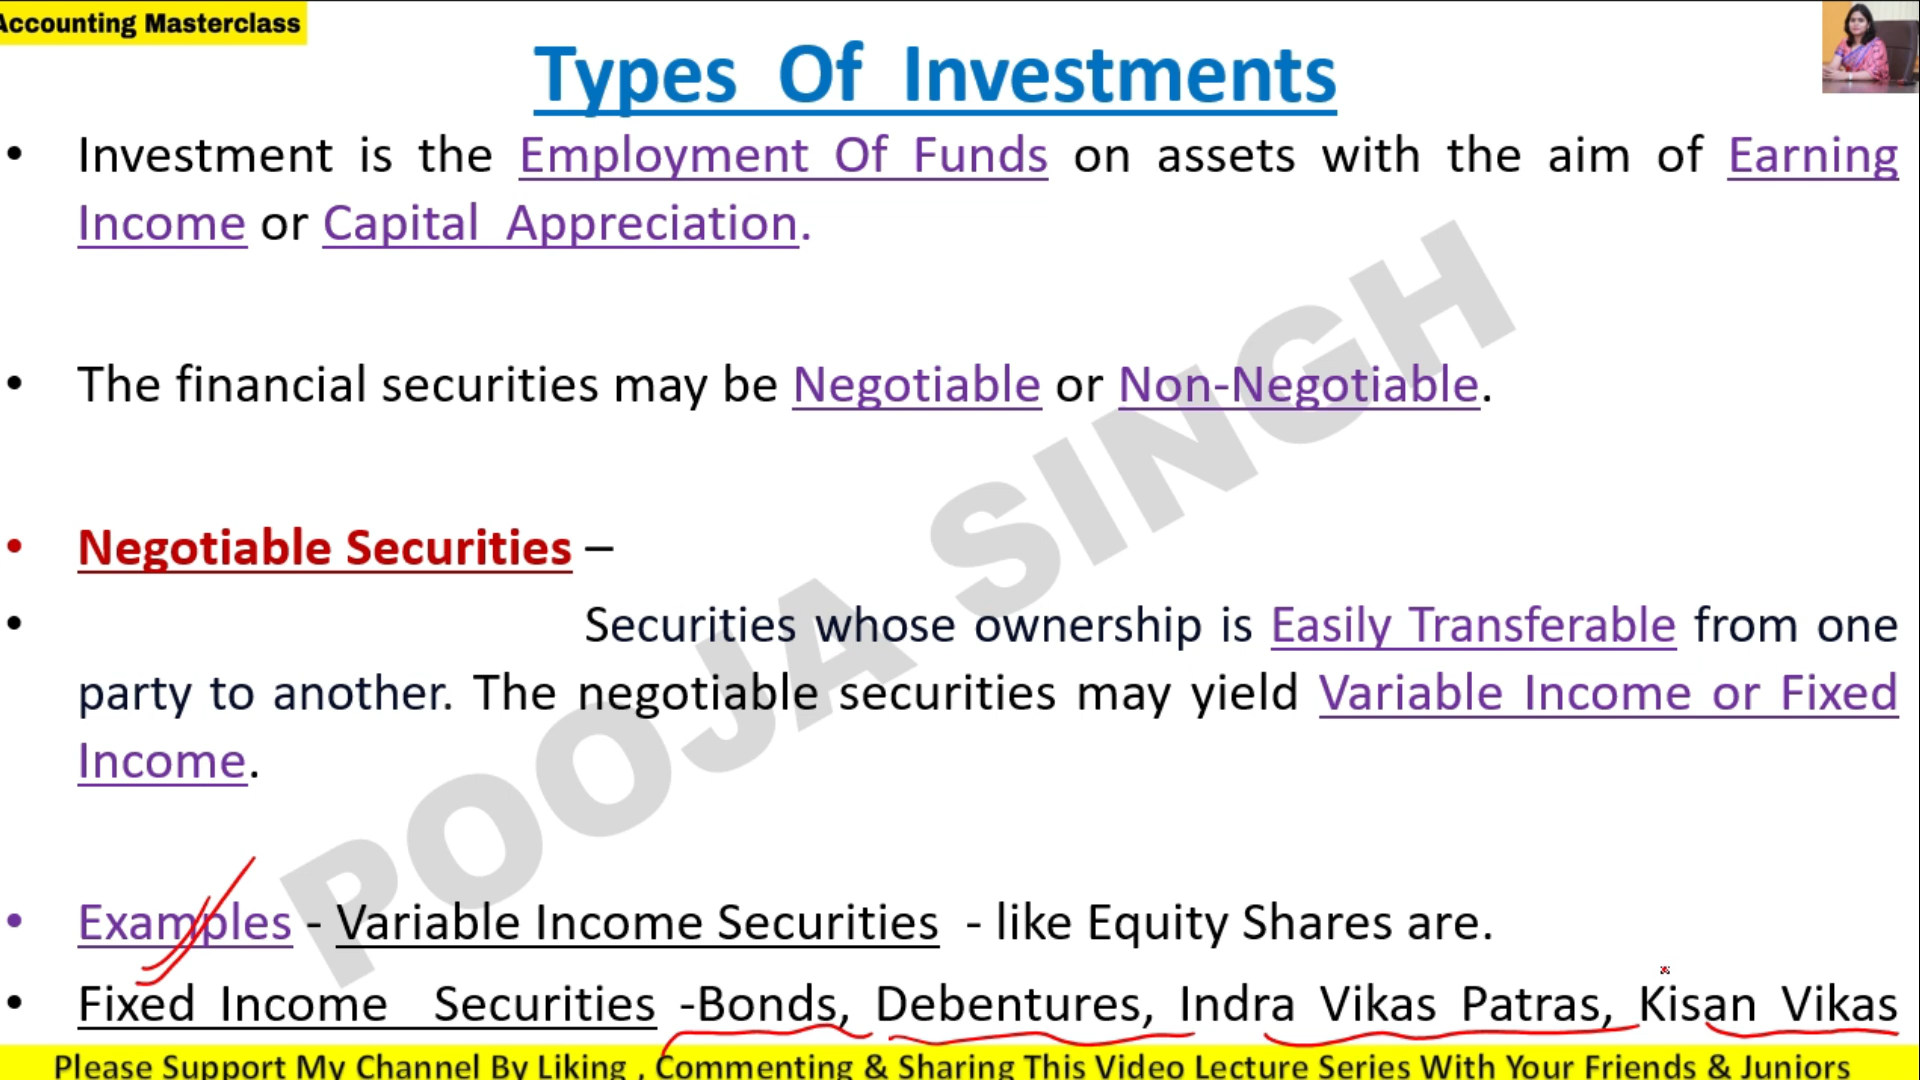 Accounting Masterclass
Types Of Investments
• Investment is the Employment Of Funds on assets with the aim of Earning
Income or Capital Appreciation.
• The financial securities may be Negotiable or Non-Negotiable.
• Negotiable Securities –
• Securities whose ownership is Easily Transferable from one
party to another. The negotiable securities may yield Variable Income or Fixed
Income.
• Examples - Variable Income Securities - like Equity Shares are.
• Fixed Income Securities -Bonds, Debentures, Indra Vikas Patras, Kisan Vikas
Please Support My Channel By Liking , Commenting & Sharing This Video Lecture Series With Your Friends & Juniors
POOJA SINGH